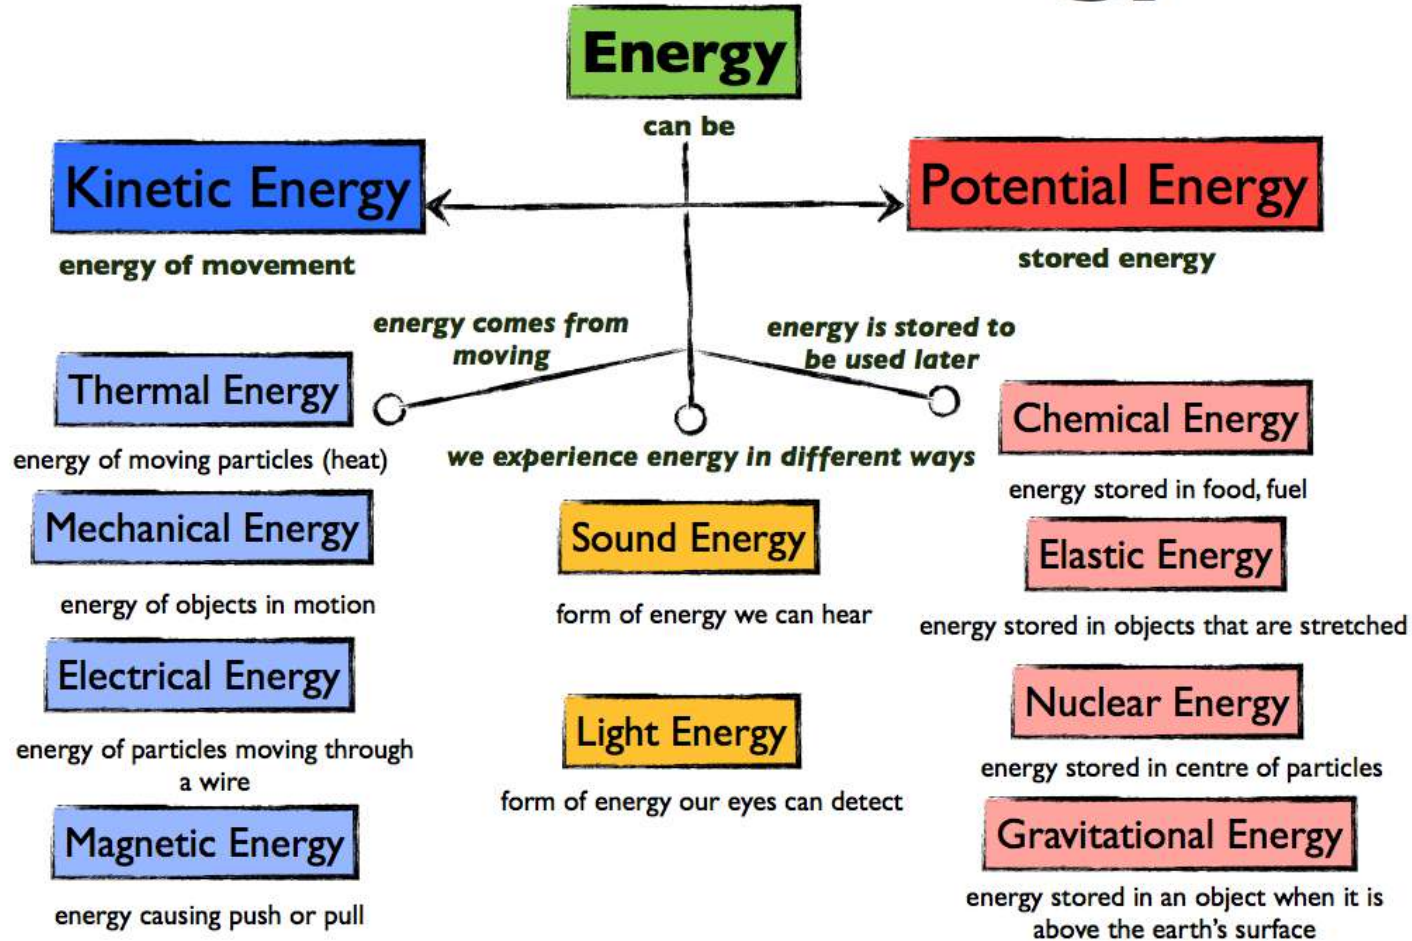 Energy
can be
Kinetic Energy
energy of movement
Potential Energy
stored energy
energy comes from
moving
energy is stored to
be used later
we experience energy in different ways
Thermal Energy
energy of moving particles (heat)
Mechanical Energy
energy of objects in motion
Electrical Energy
energy of particles moving through
a wire
Magnetic Energy
energy causing push or pull
Sound Energy
form of energy we can hear
Light Energy
form of energy our eyes can detect
Chemical Energy
energy stored in food, fuel
Elastic Energy
energy stored in objects that are stretched
Nuclear Energy
energy stored in centre of particles
Gravitational Energy
energy stored in an object when it is
above the earth's surface